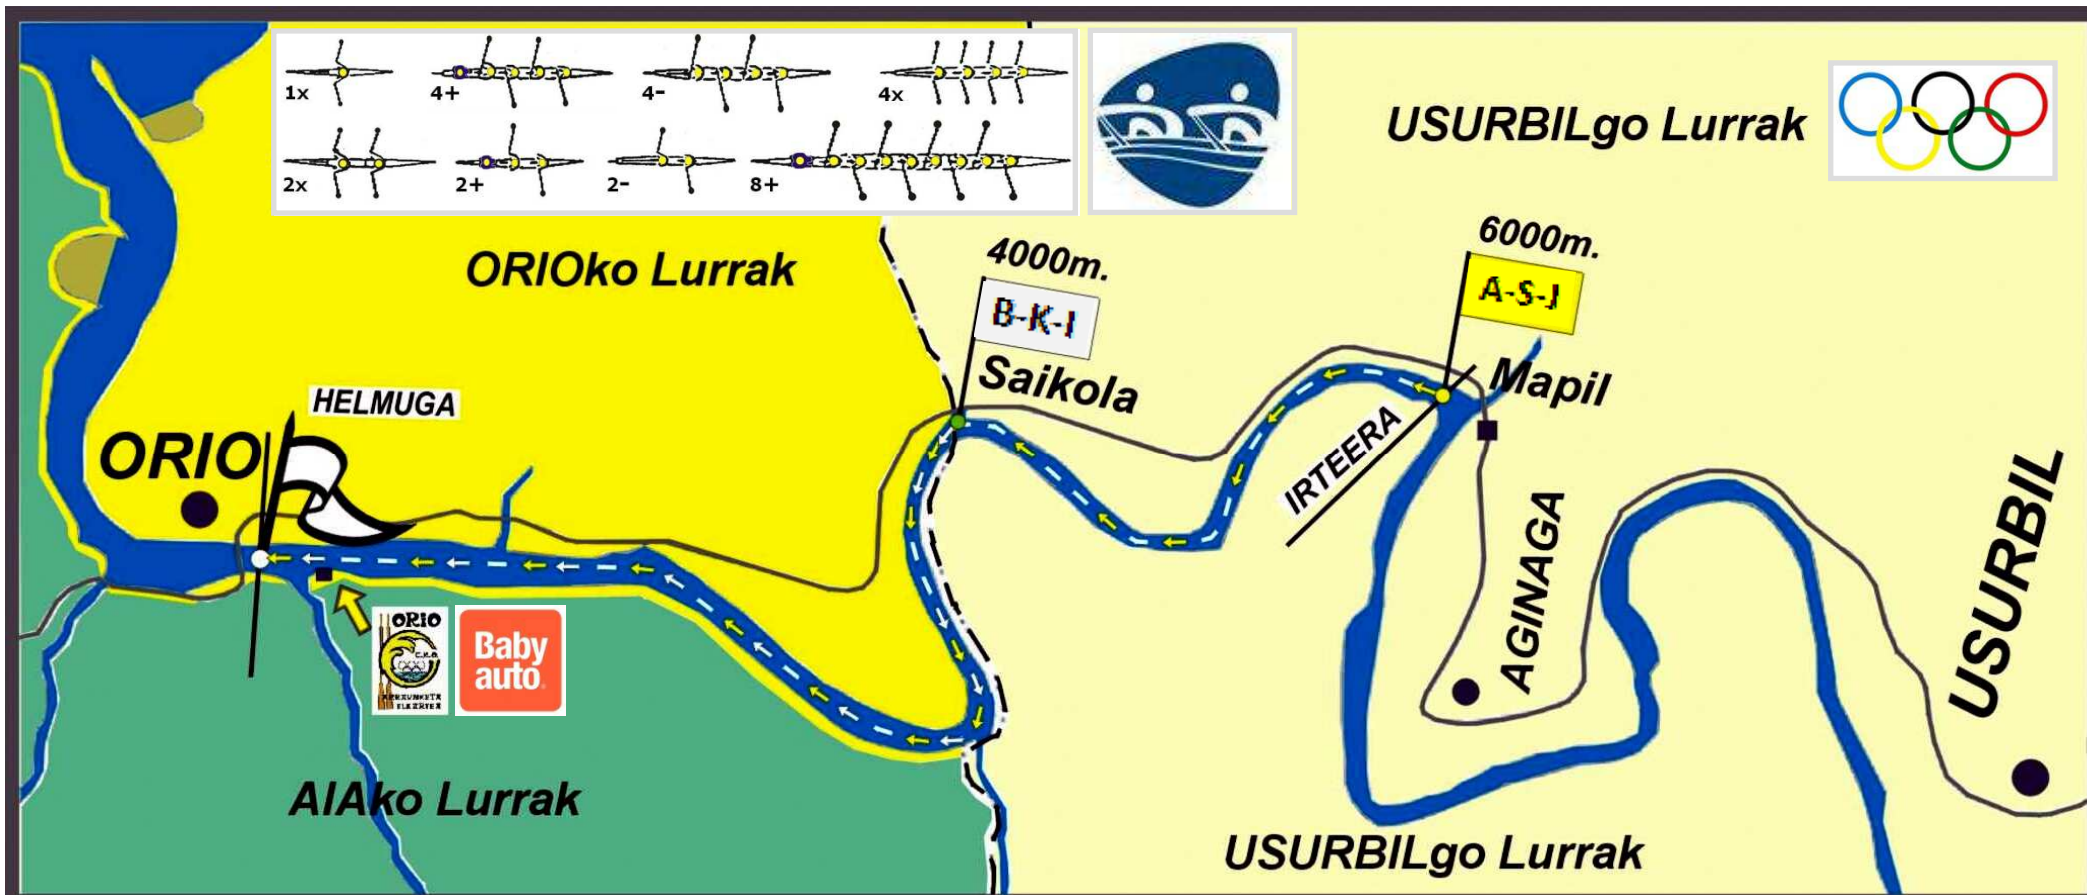 1x
4+
4-
4x
2x
2+
2-
8+
USURBILgo Lurrak
ORIOko Lurrak
4000m.
B-K-I
Saikola
6000m.
A-S-J
Mapil
HELMUGA
ORIO
IRTEERA
AGINAGA
USURBIL
ORIO
Baby
auto
AIAko Lurrak
USURBILgo Lurrak